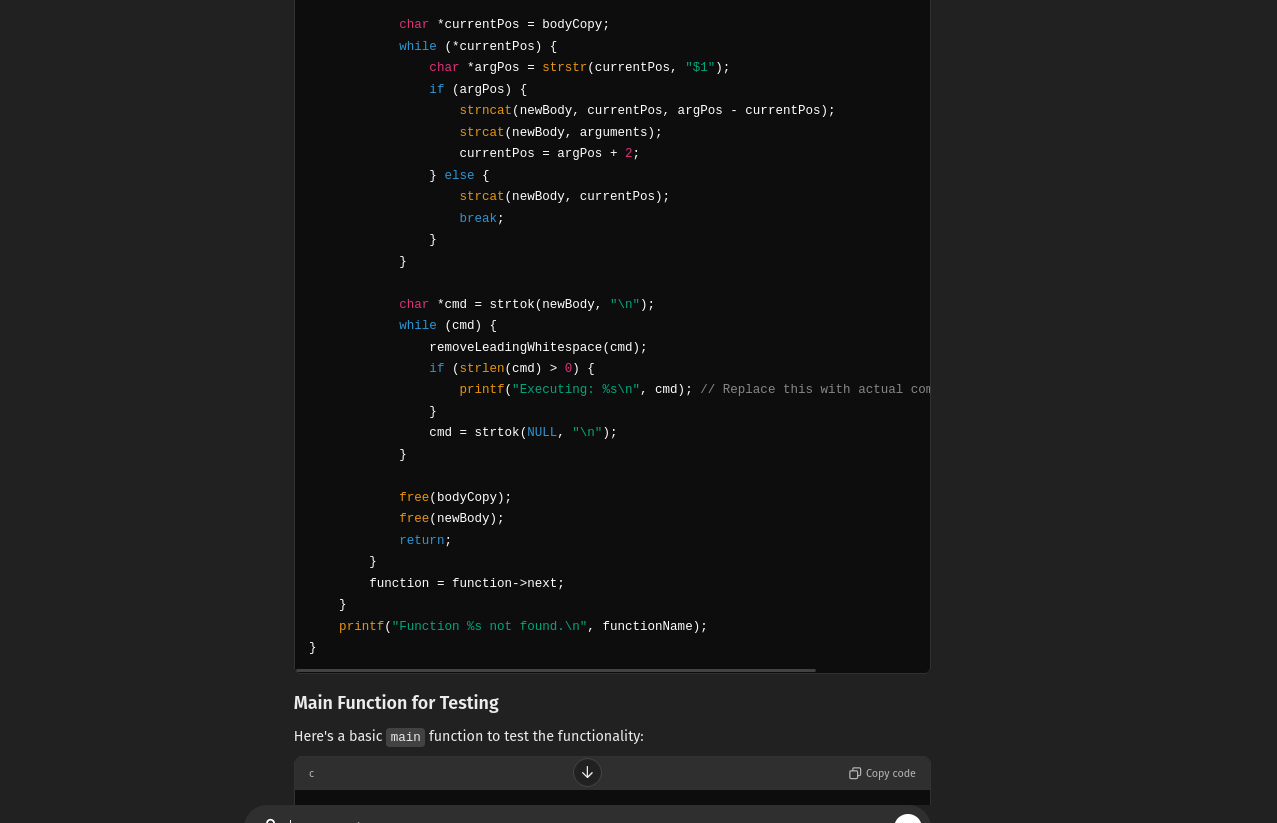 char *currentPos = bodyCopy;
while (*currentPos) {
char *argPos = strstr(currentPos, "$1");
if (argPos) {
strncat(newBody, currentPos, argPos - currentPos);
strcat(newBody, arguments);
currentPos = argPos + 2;
} else {
strcat(newBody, currentPos);
break;
}
}
char *cmd = strtok(newBody, "\n");
while (cmd) {
removeLeadingWhitespace(cmd);
if (strlen(cmd) > 0) {
printf("Executing: %s\n", cmd); // Replace this with actual com
}
cmd = strtok(NULL, "\n");
}
free(bodyCopy);
free(newBody);
return;
}
function = function->next;
}
printf("Function %s not found.\n", functionName);
}
Main Function for Testing
Here's a basic main function to test the functionality:
c
Copy code